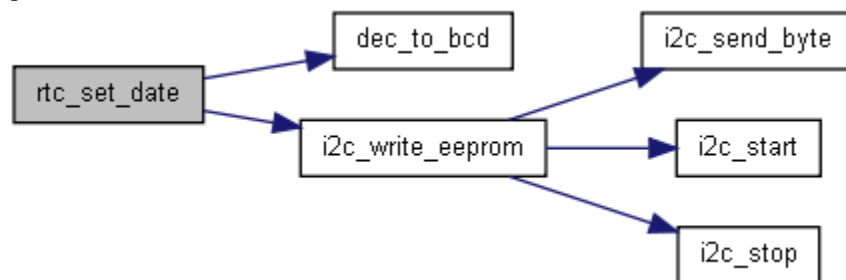 rtc_set_date
dec_to_bcd
i2c_write_eeprom
i2c_send_byte
i2c_start
i2c_stop